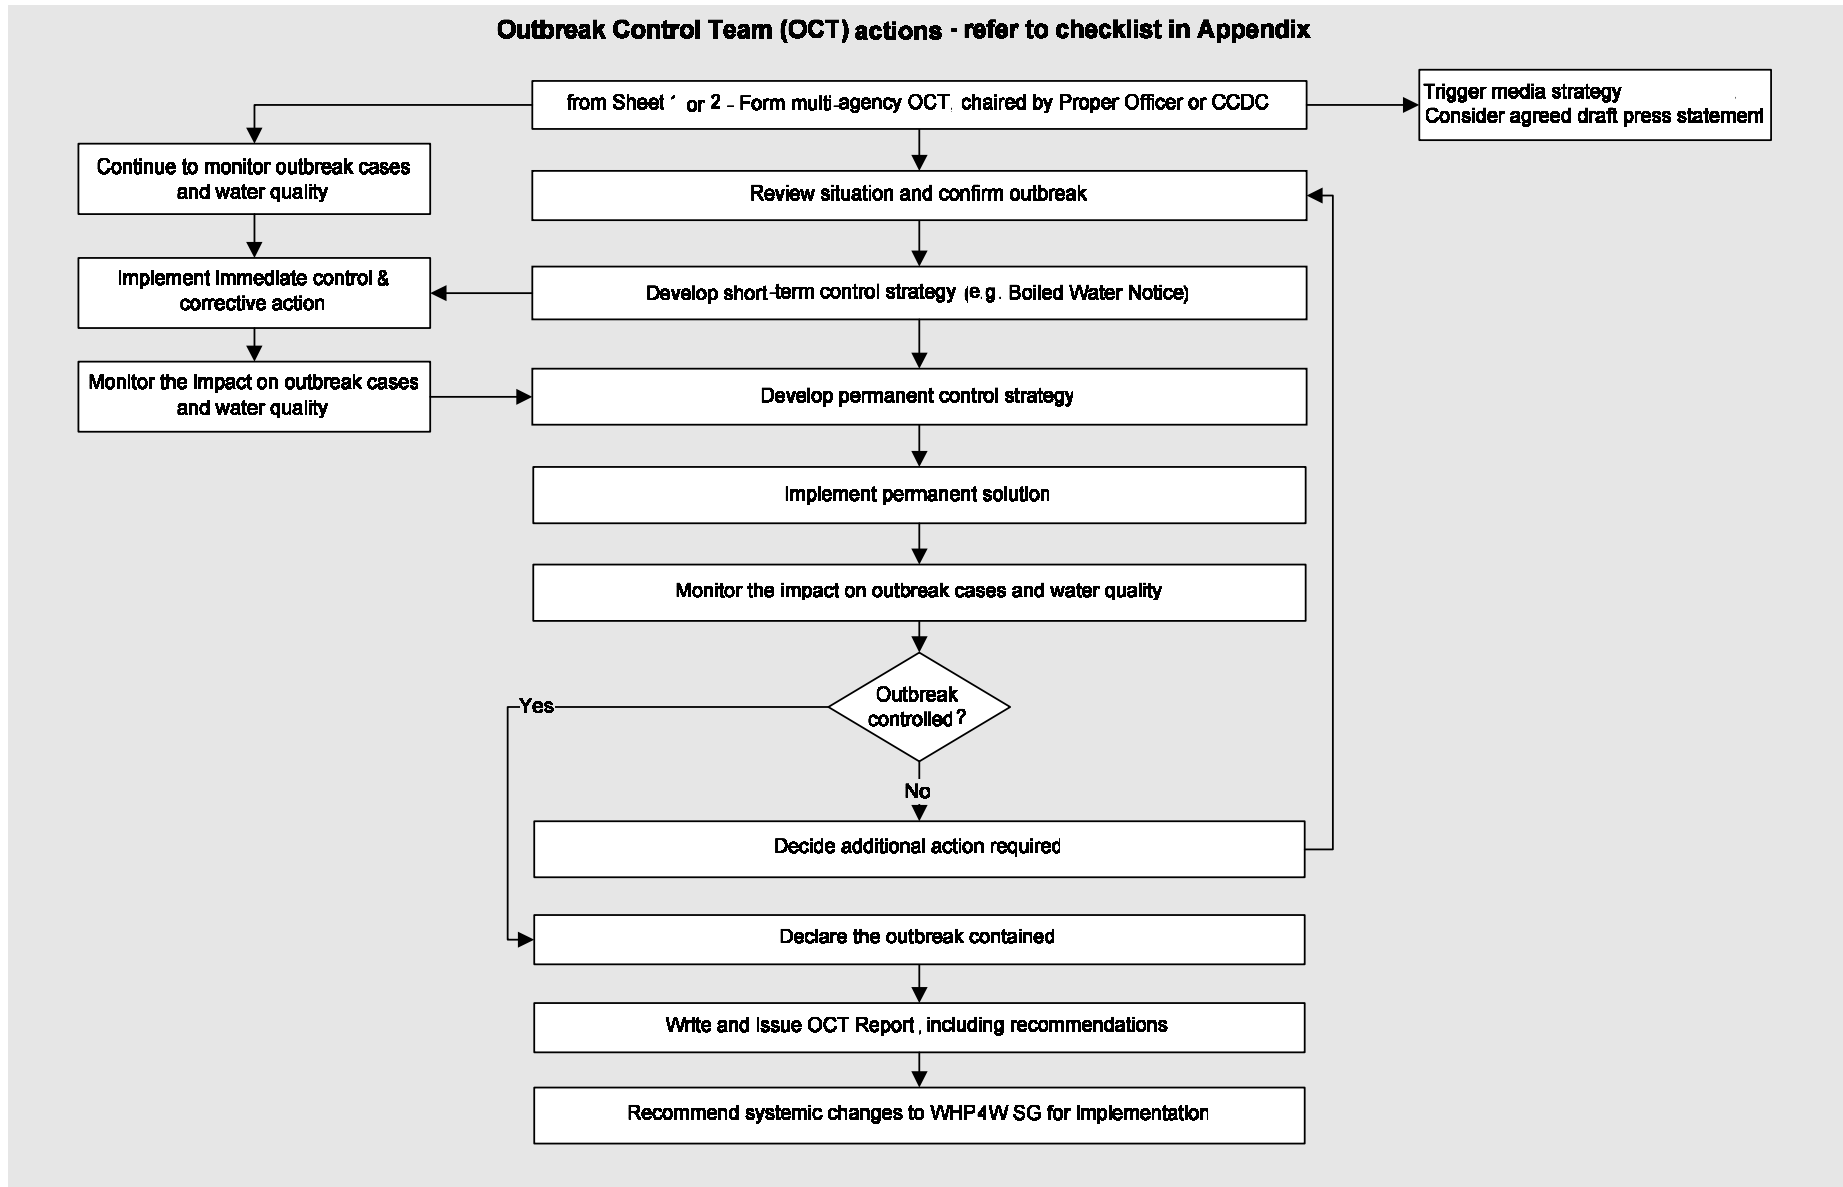 Outbreak Control Team (OCT) actions - refer to checklist in Appendix
from Sheet 1 or 2 - Form multi-agency OCT, chaired by Proper Officer or CCDC
Trigger media strategy
Consider agreed draft press statement
Continue to monitor outbreak cases
and water quality
Review situation and confirm outbreak
Implement immediate control &
corrective action
Develop short-term control strategy (e.g. Boiled Water Notice)
Monitor the impact on outbreak cases
and water quality
Develop permanent control strategy
Implement permanent solution
Monitor the impact on outbreak cases and water quality
Outbreak
controlled?
Yes
No
Decide additional action required
Declare the outbreak contained
Write and issue OCT Report, including recommendations
Recommend systemic changes to WHP4W SG for implementation